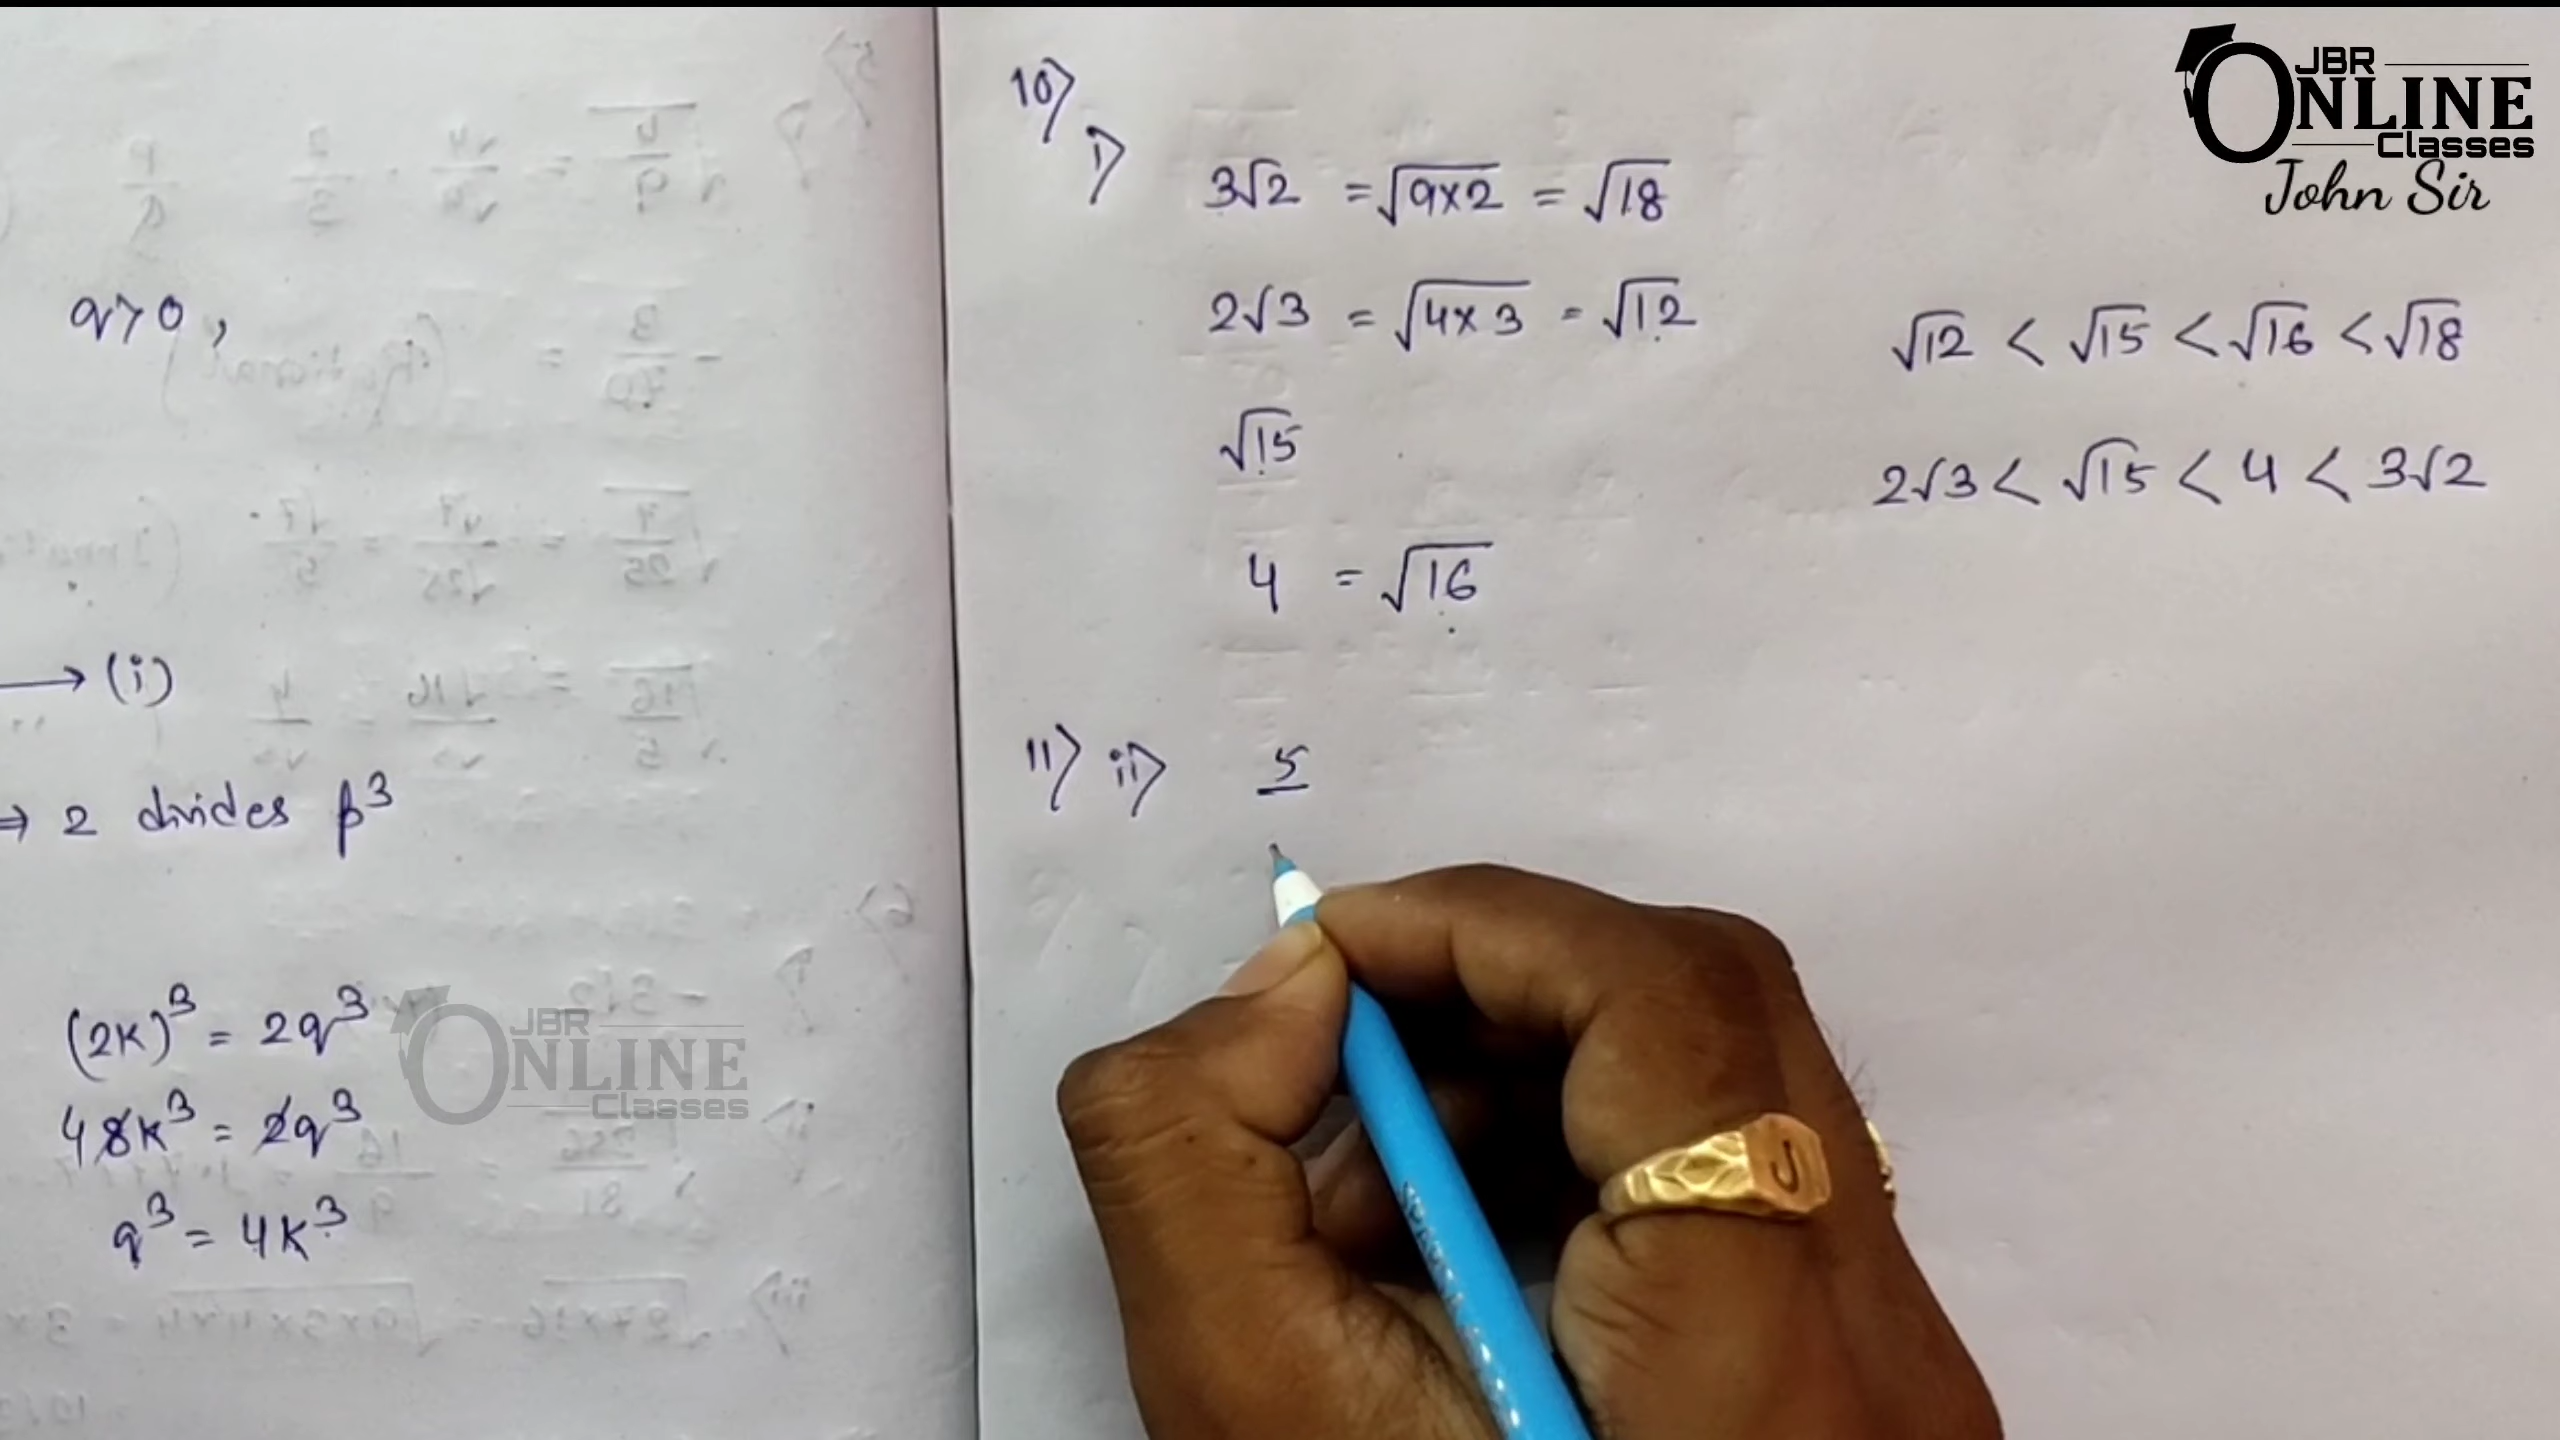 JBR
ONLINE
Classes
John Sir
q>0,
→ (i)
⇒ 2 divides p³
(2K)³ = 2q³
4 8K³ = 2q³
q³ = 4K³
JBR
ONLINE
Classes
10>
i> 3√2 = √9×2 = √18
2√3 = √4×3 = √12
√15
4 = √16
√12 < √15 < √16 < √18
2√3 < √15 < 4 < 3√2
11> ii> 5
J